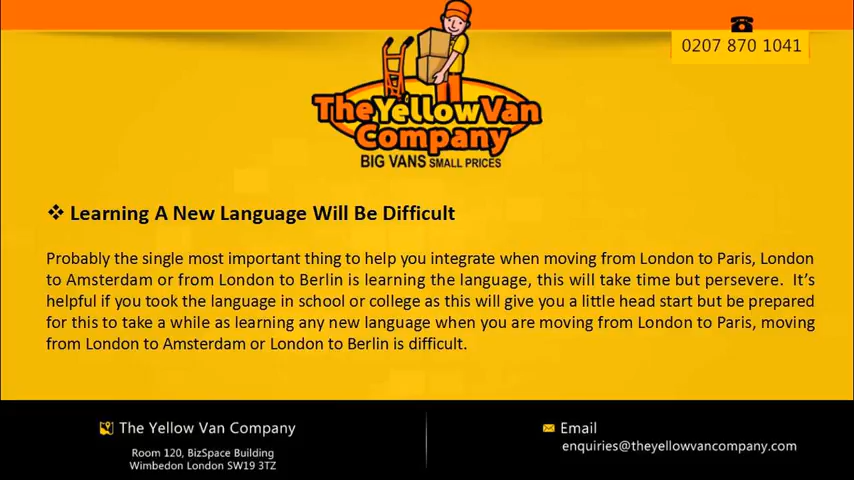 0207 870 1041
The Yellow Van
Company
BIG VANS SMALL PRICES
❖ Learning A New Language Will Be Difficult
Probably the single most important thing to help you integrate when moving from London to Paris, London
to Amsterdam or from London to Berlin is learning the language, this will take time but persevere. It's
helpful if you took the language in school or college as this will give you a little head start but be prepared
for this to take a while as learning any new language when you are moving from London to Paris, moving
from London to Amsterdam or London to Berlin is difficult.
The Yellow Van Company
Room 120, BizSpace Building
Wimbedon London SW19 3TZ
Email
enquiries@theyellowvancompany.com